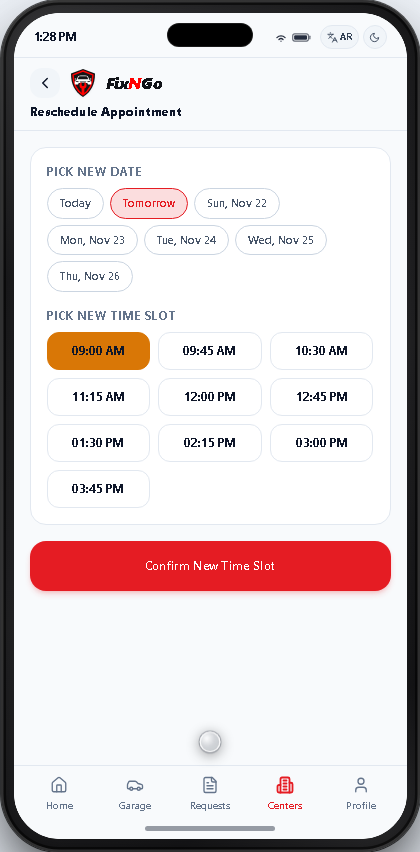 1:28 PM AR
FixNGo
Reschedule Appointment
PICK NEW DATE
Today Tomorrow Sun, Nov 22
Mon, Nov 23 Tue, Nov 24 Wed, Nov 25
Thu, Nov 26
PICK NEW TIME SLOT
09:00 AM 09:45 AM 10:30 AM
11:15 AM 12:00 PM 12:45 PM
01:30 PM 02:15 PM 03:00 PM
03:45 PM
Confirm New Time Slot
Home Garage Requests Centers Profile